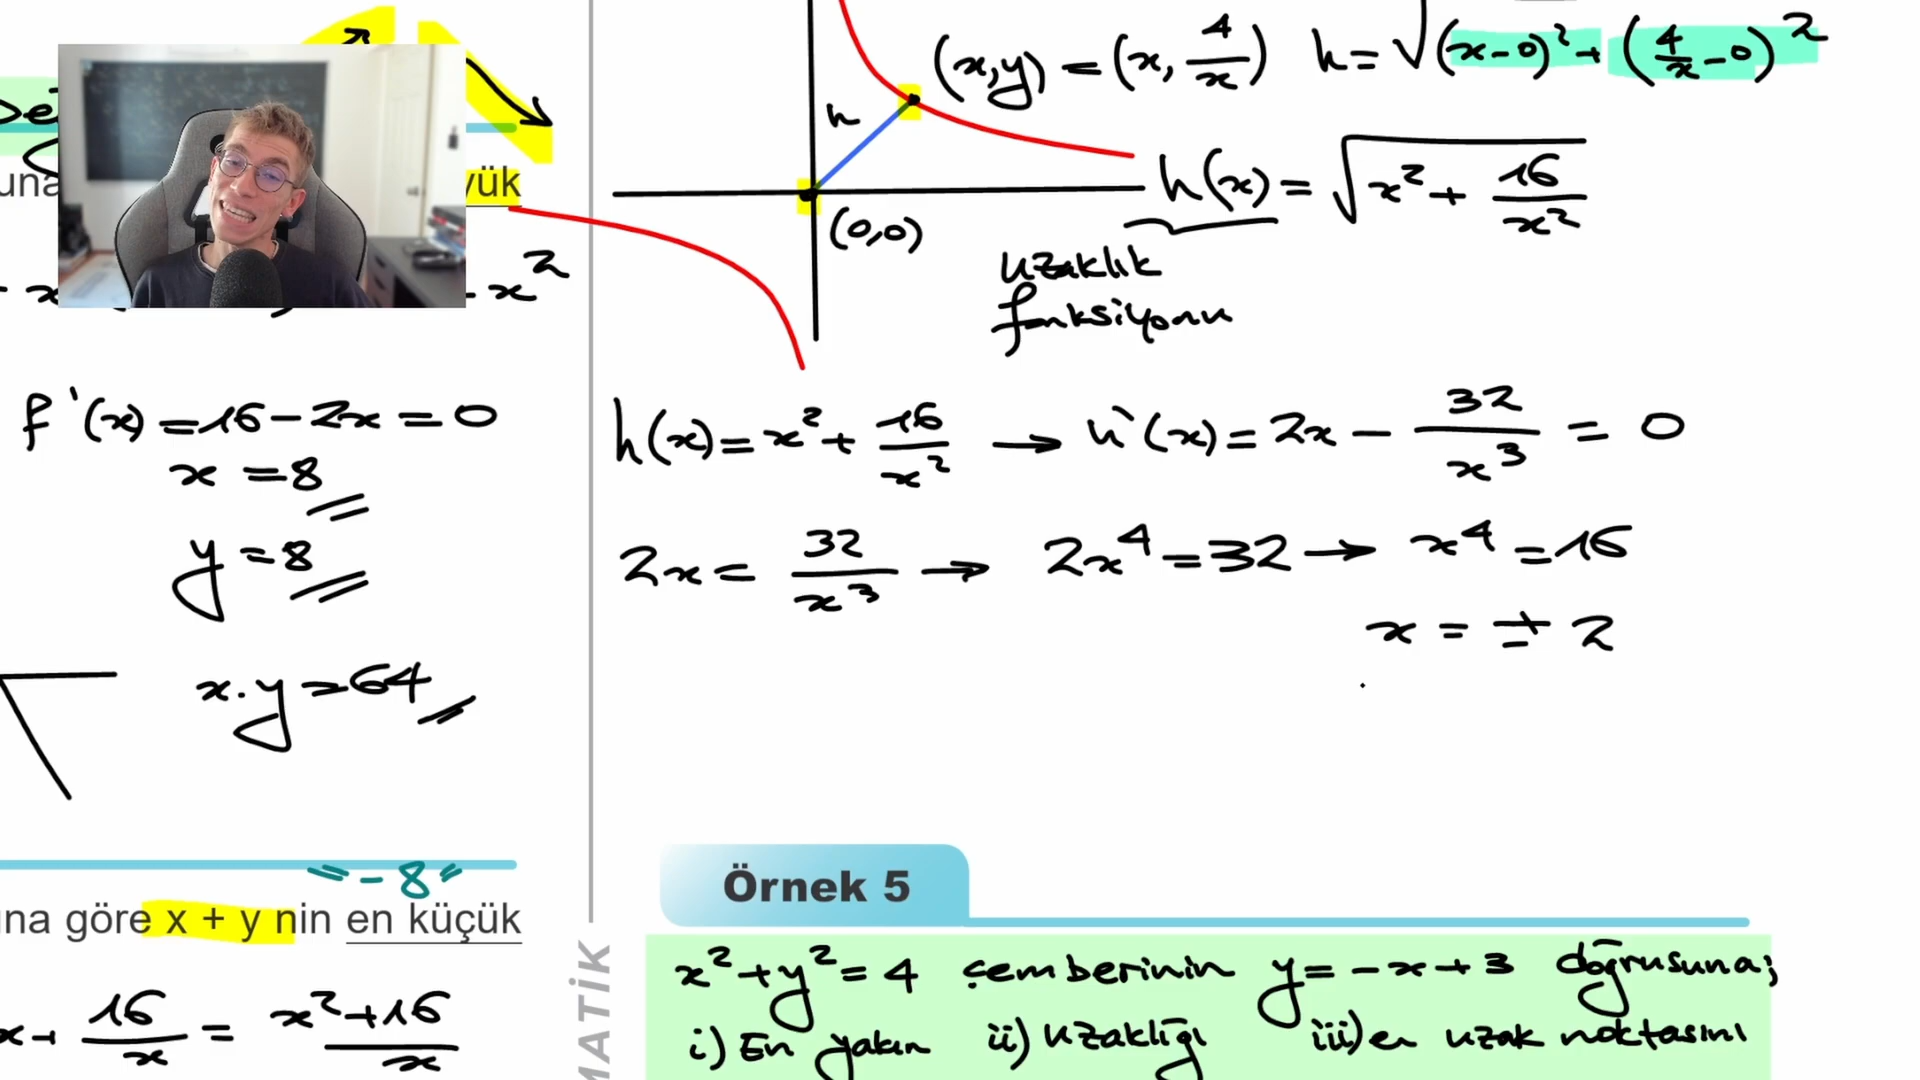 una
yük
x²
f'(x) = 16 - 2x = 0
x = 8
y = 8
x.y = 64
= -8 =
na göre x + y nin en küçük
x + 16/x = x²+16/x
(x,y) = (x, 4/x) h = √(x-0)² + (4/x - 0)²
h
(0,0)
h(x) = √x² + 16/x²
uzaklık
fonksiyonu
h(x) = x² + 16/x² → h'(x) = 2x - 32/x³ = 0
2x = 32/x³ → 2x⁴ = 32 → x⁴ = 16
x = ± 2
Örnek 5
x² + y² = 4 çemberinin y = -x + 3 doğrusuna;
i) En yakın ii) uzaklığı iii) en uzak noktasını
MATİK